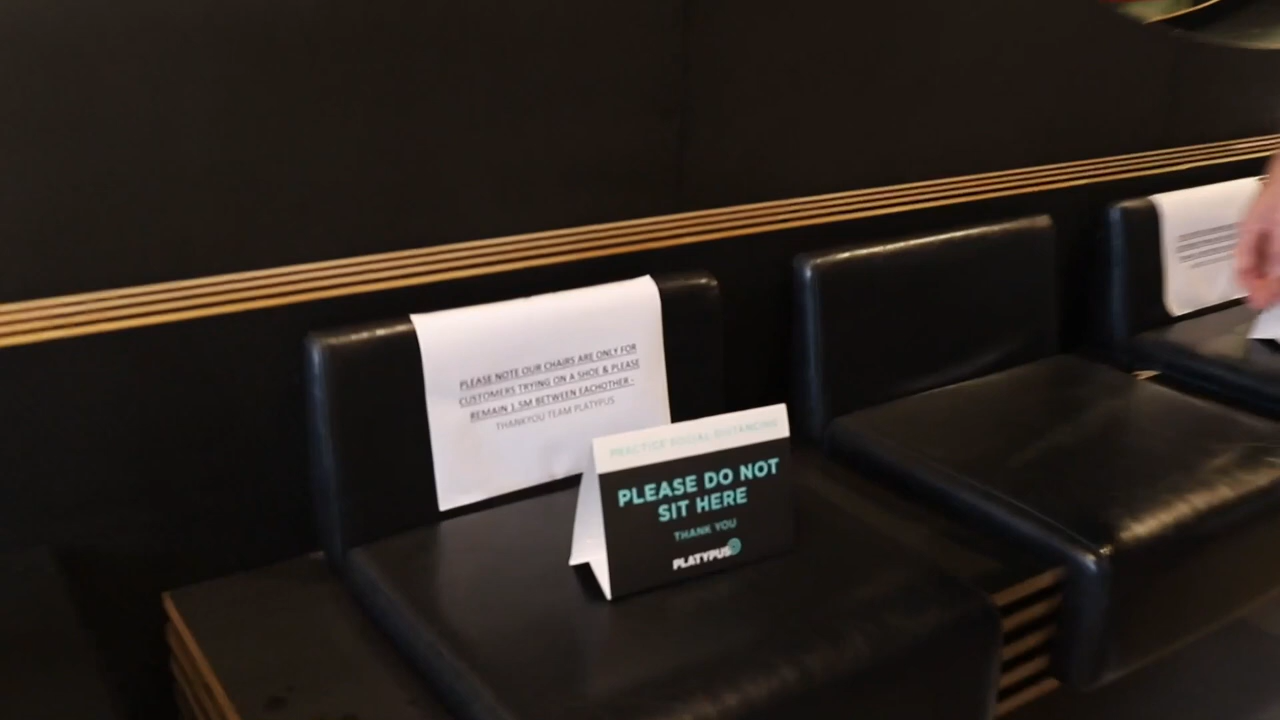 PLEASE NOTE OUR CHAIRS ARE ONLY FOR
CUSTOMERS TRYING ON A SHOE & PLEASE
REMAIN 1.5M BETWEEN EACHOTHER -
THANKYOU TEAM PLATYPUS
PRACTICE SOCIAL DISTANCING
PLEASE DO NOT
SIT HERE
THANK YOU
PLATYPUS